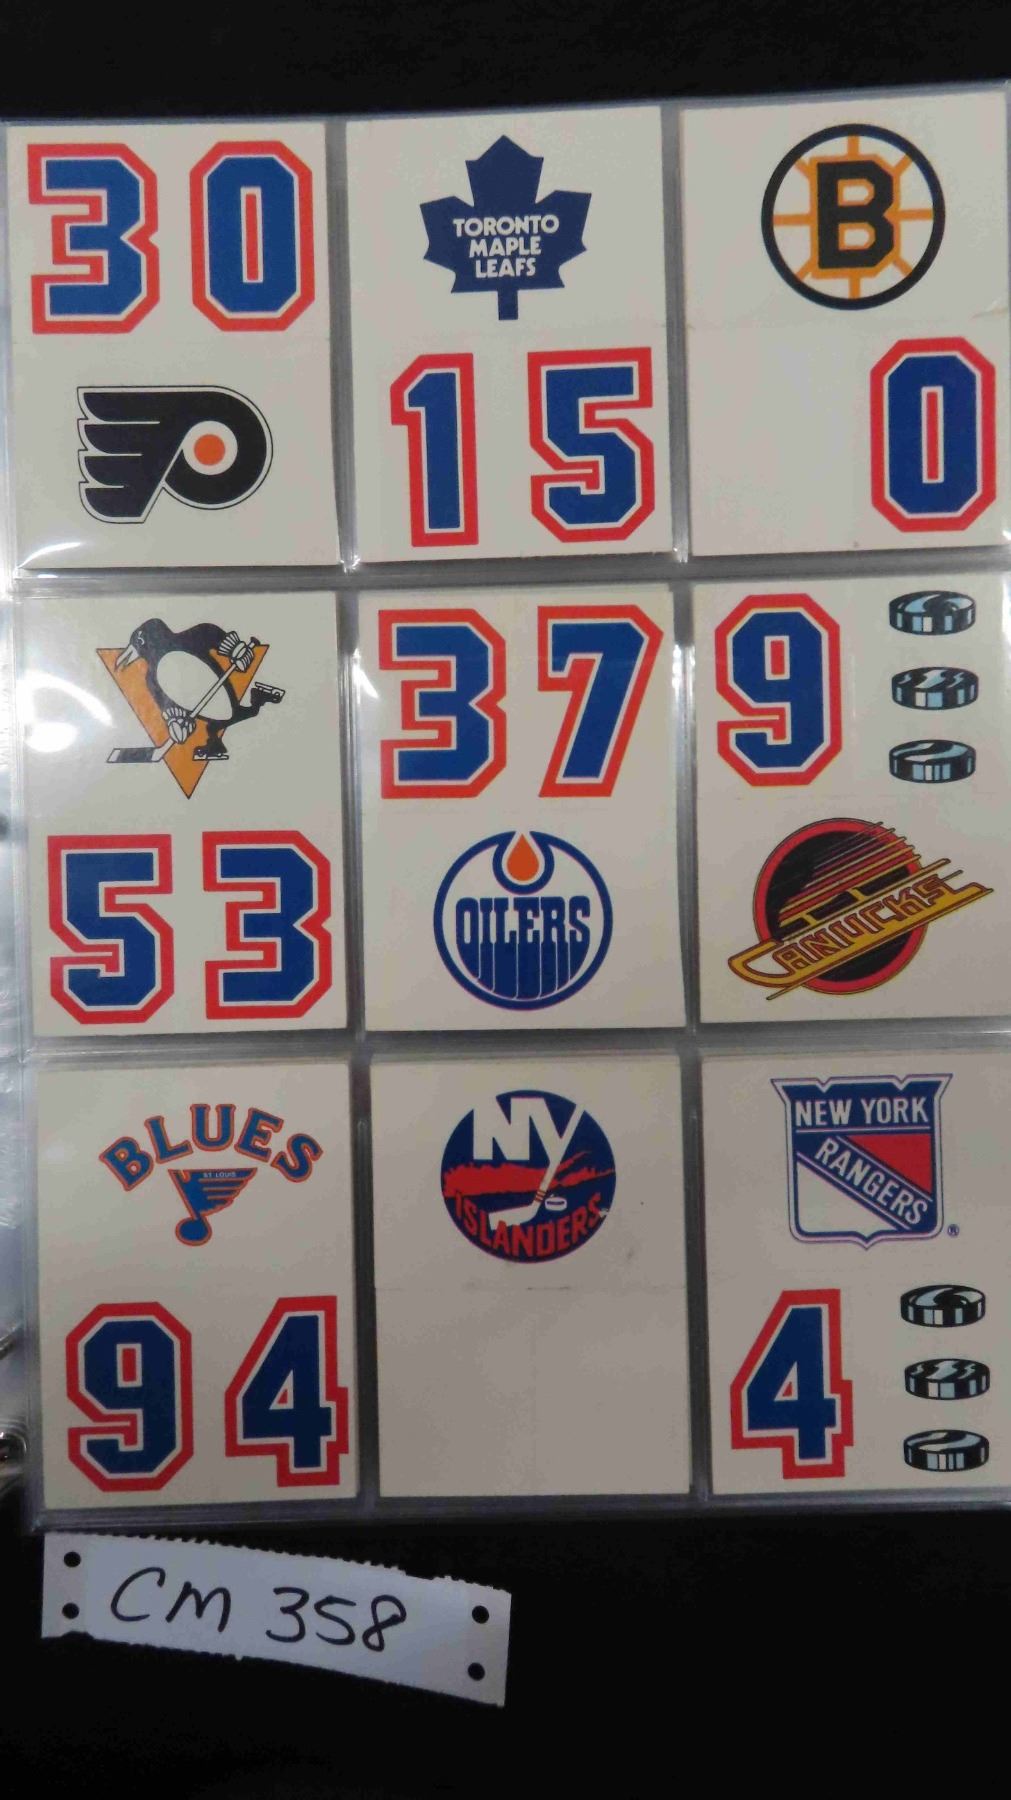 30
TORONTO
MAPLE
LEAFS
15
B
0
P
53
37
OILERS
9
CANUCKS
BLUES
ST LOUIS
94
NY
ISLANDERS
NEW YORK
RANGERS
®
4
CM 358